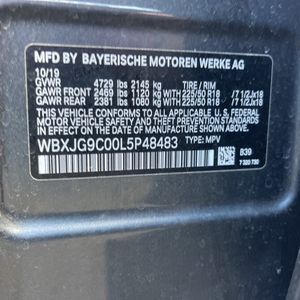 MFD BY BAYERISCHE MOTOREN WERKE AG
10/19
GVWR 4729 lbs 2145 kg TIRE / RIM
GAWR FRONT 2469 lbs 1120 kg WITH 225/50 R18 / 7 1/2Jx18
GAWR REAR 2381 lbs 1080 kg WITH 225/50 R18 / 7 1/2Jx18
THIS VEHICLE CONFORMS TO ALL APPLICABLE
U.S. FEDERAL MOTOR VEHICLE SAFETY
STANDARDS IN EFFECT ON THE DATE OF
MANUFACTURE SHOWN ABOVE.
WBXJG9C00L5P48483 TYPE: MPV
B39
7 320 730